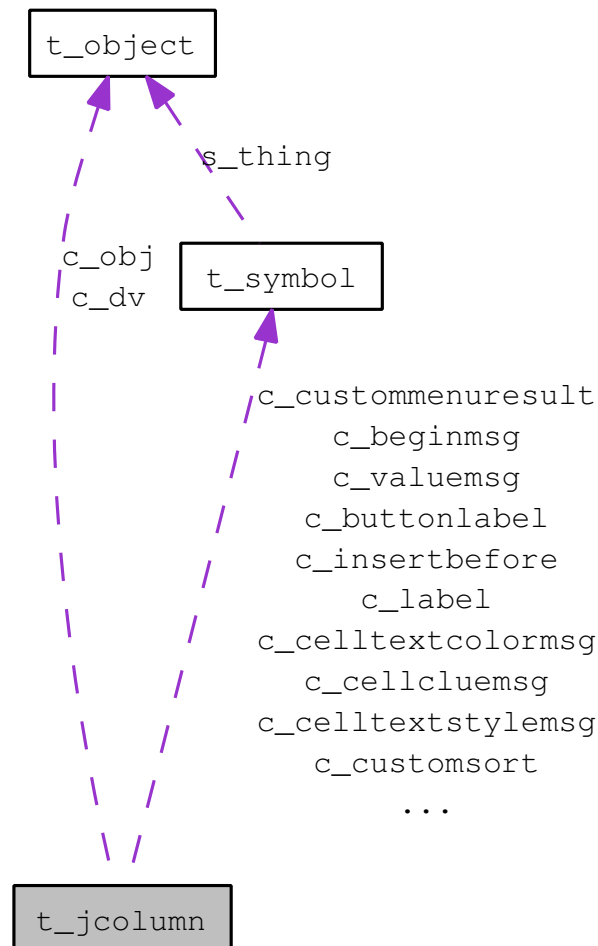 t_object
s_thing
c_obj
c_dv
t_symbol
c_custommenuresult
c_beginmsg
c_valuemsg
c_buttonlabel
c_insertbefore
c_label
c_celltextcolormsg
c_cellcluemsg
c_celltextstylemsg
c_customsort
...
t_jcolumn